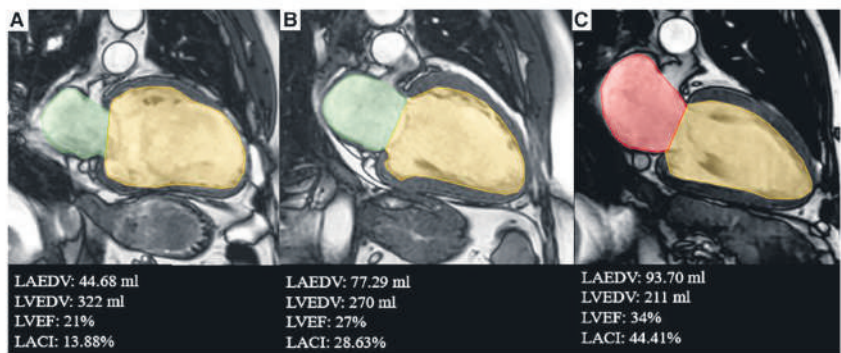 A
B
C
LAEDV: 44.68 ml
LVEDV: 322 ml
LVEF: 21%
LACI: 13.88%
LAEDV: 77.29 ml
LVEDV: 270 ml
LVEF: 27%
LACI: 28.63%
LAEDV: 93.70 ml
LVEDV: 211 ml
LVEF: 34%
LACI: 44.41%